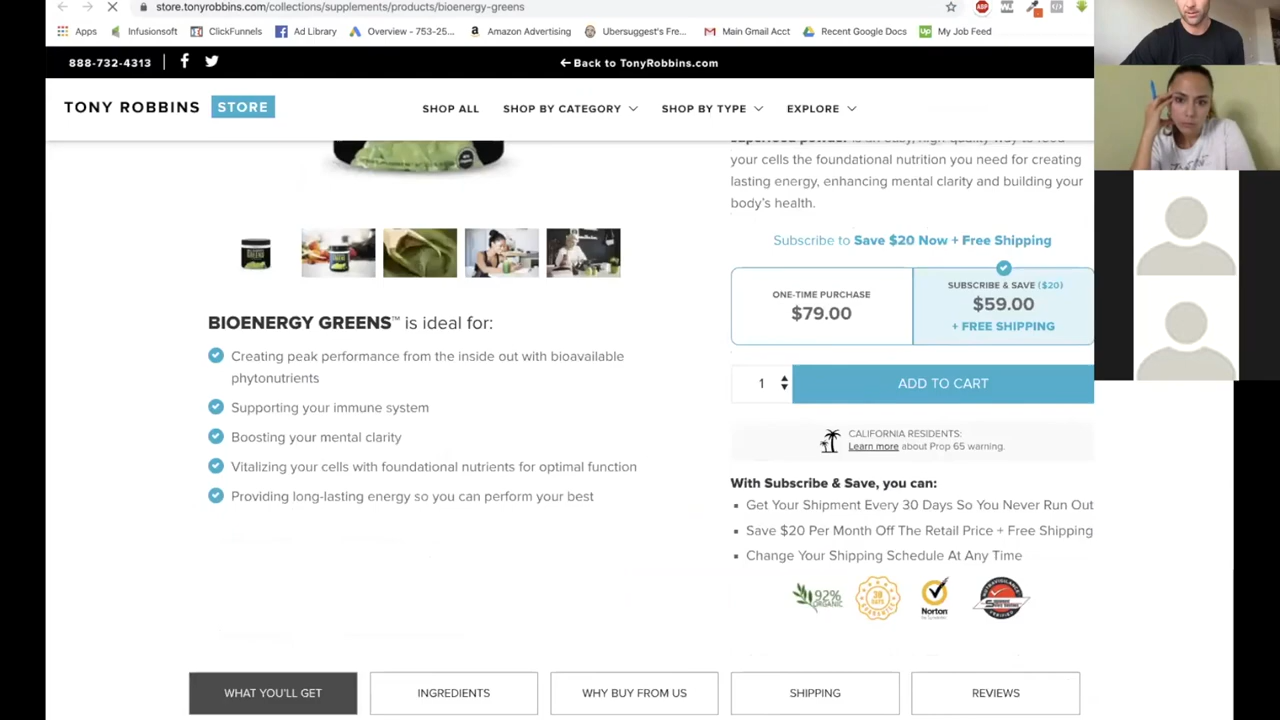 store.tonyrobbins.com/collections/supplements/products/bioenergy-greens
ABP
Apps Infusionsoft ClickFunnels Ad Library Overview - 753-25... Amazon Advertising Ubersuggest's Fre... Main Gmail Acct Recent Google Docs Up My Job Feed
888-732-4313
Back to TonyRobbins.com
TONY ROBBINS STORE
SHOP ALL SHOP BY CATEGORY SHOP BY TYPE EXPLORE
your cells the foundational nutrition you need for creating
lasting energy, enhancing mental clarity and building your
body's health.
Subscribe to Save $20 Now + Free Shipping
ONE-TIME PURCHASE
$79.00
SUBSCRIBE & SAVE ($20)
$59.00
+ FREE SHIPPING
1
ADD TO CART
CALIFORNIA RESIDENTS:
Learn more about Prop 65 warning.
With Subscribe & Save, you can:
Get Your Shipment Every 30 Days So You Never Run Out
Save $20 Per Month Off The Retail Price + Free Shipping
Change Your Shipping Schedule At Any Time
92%
ORGANIC
Norton
BIOENERGY GREENS™ is ideal for:
Creating peak performance from the inside out with bioavailable
phytonutrients
Supporting your immune system
Boosting your mental clarity
Vitalizing your cells with foundational nutrients for optimal function
Providing long-lasting energy so you can perform your best
WHAT YOU'LL GET
INGREDIENTS
WHY BUY FROM US
SHIPPING
REVIEWS